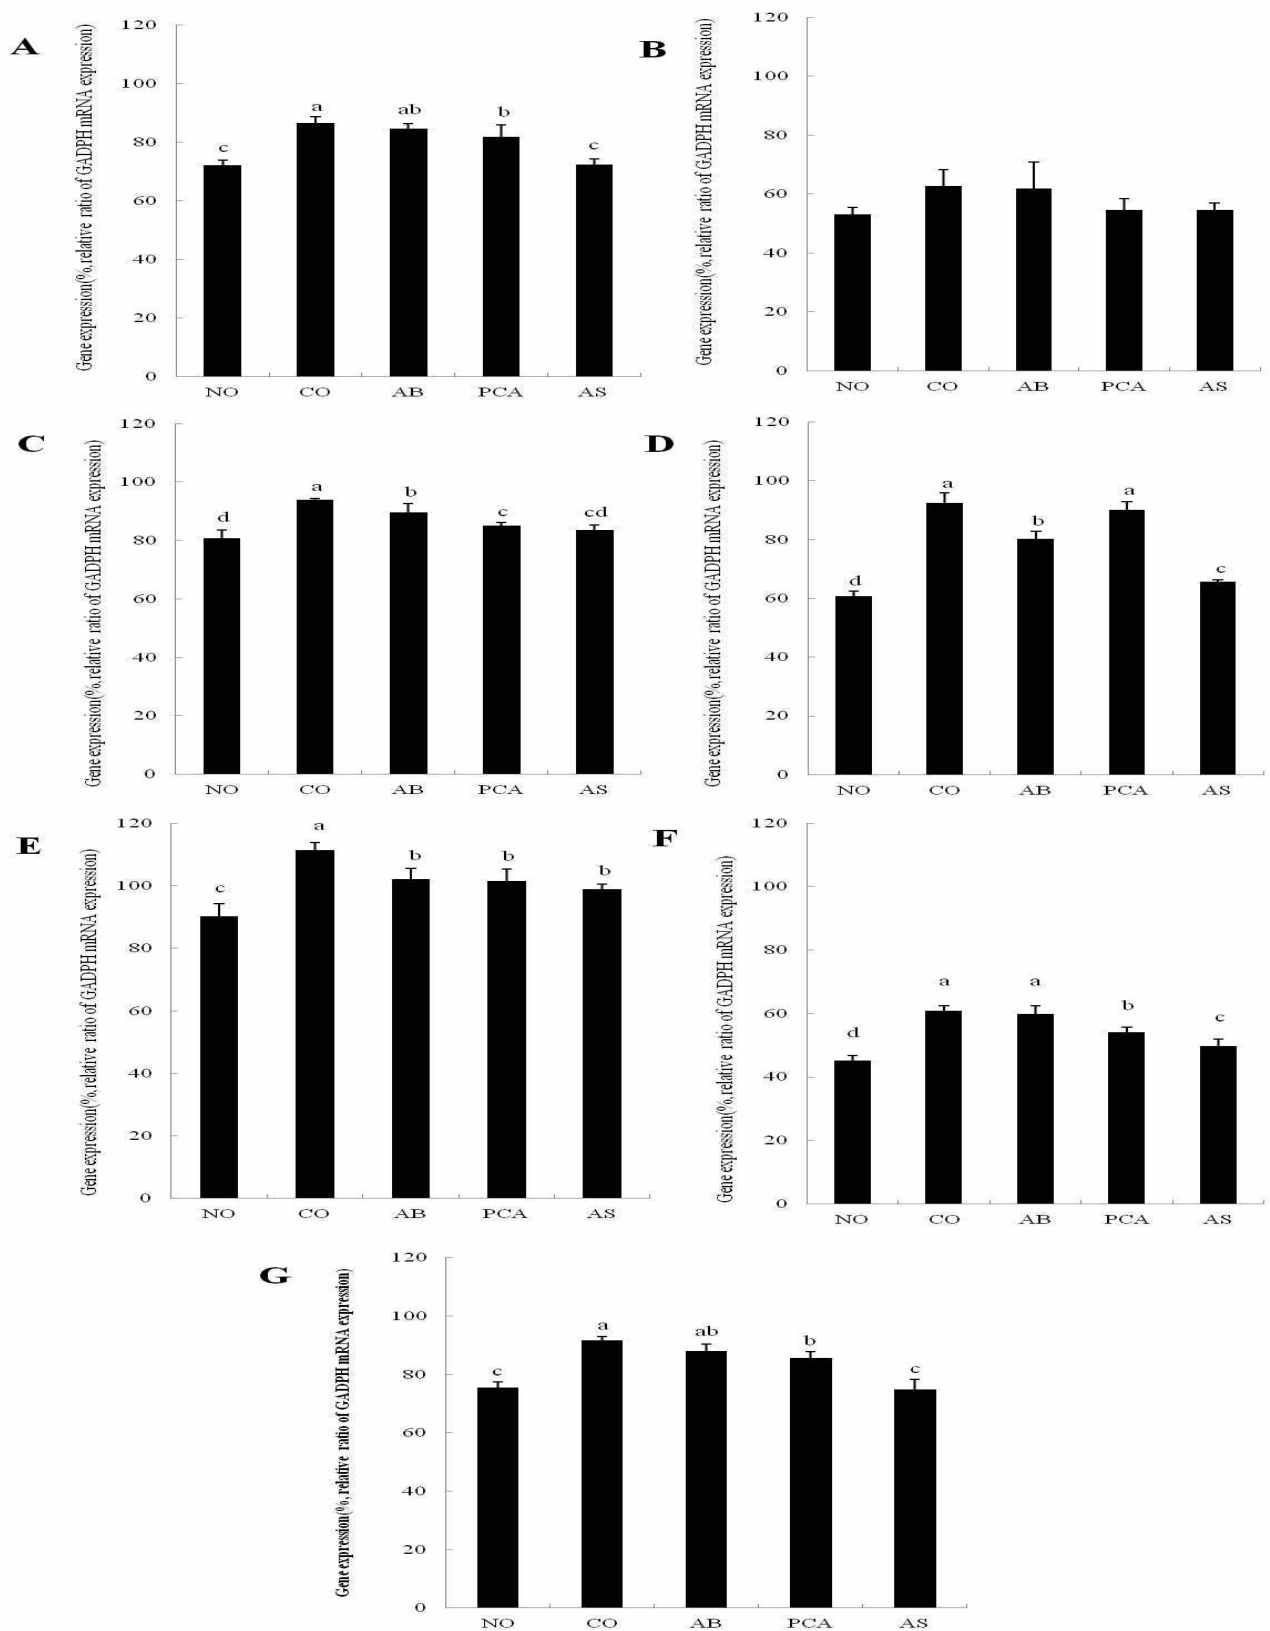 A
Gene expression(%, relative ratio of GADPH mRNA expression)
120
100
80
60
40
20
0
c
a
ab
b
c
NO CO AB PCA AS
B
Gene expression(%, relative ratio of GADPH mRNA expression)
120
100
80
60
40
20
0
NO CO AB PCA AS
C
Gene expression(%, relative ratio of GADPH mRNA expression)
120
100
80
60
40
20
0
d
a
b
c
cd
NO CO AB PCA AS
D
Gene expression(%, relative ratio of GADPH mRNA expression)
120
100
80
60
40
20
0
d
a
b
a
c
NO CO AB PCA AS
E
Gene expression(%, relative ratio of GADPH mRNA expression)
120
100
80
60
40
20
0
c
a
b
b
b
NO CO AB PCA AS
F
Gene expression(%, relative ratio of GADPH mRNA expression)
120
100
80
60
40
20
0
d
a
a
b
c
NO CO AB PCA AS
G
Gene expression(%, relative ratio of GADPH mRNA expression)
120
100
80
60
40
20
0
c
a
ab
b
c
NO CO AB PCA AS